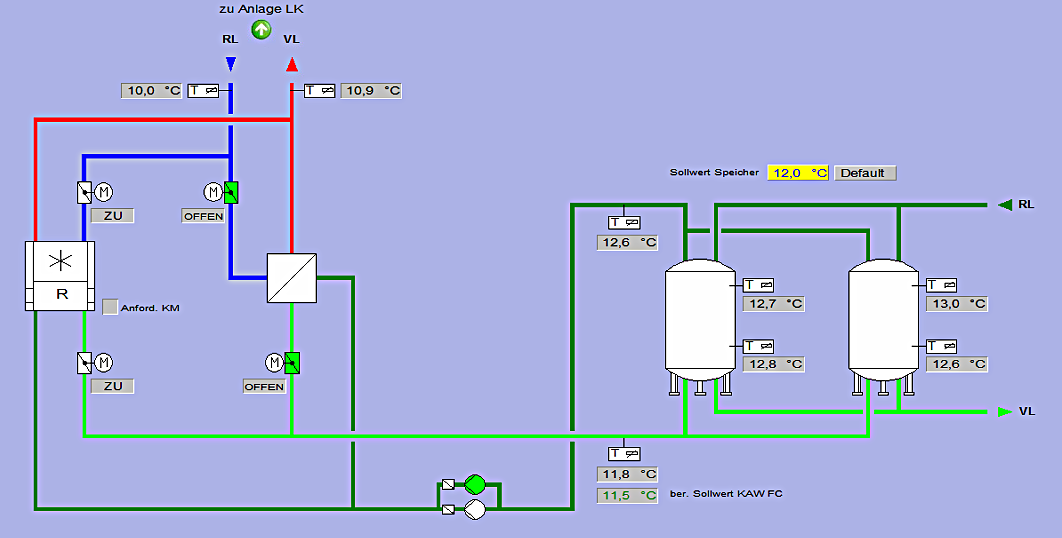 zu Anlage LK
RL VL
10,0 °C T T 10,9 °C
Sollwert Speicher 12,0 °C Default
M M
ZU OFFEN
RL
T
12,6 °C
R
Anford. KM
T T
12,7 °C 13,0 °C
T T
12,8 °C 12,6 °C
M M
ZU OFFEN
VL
T
11,8 °C
11,5 °C ber. Sollwert KAW FC